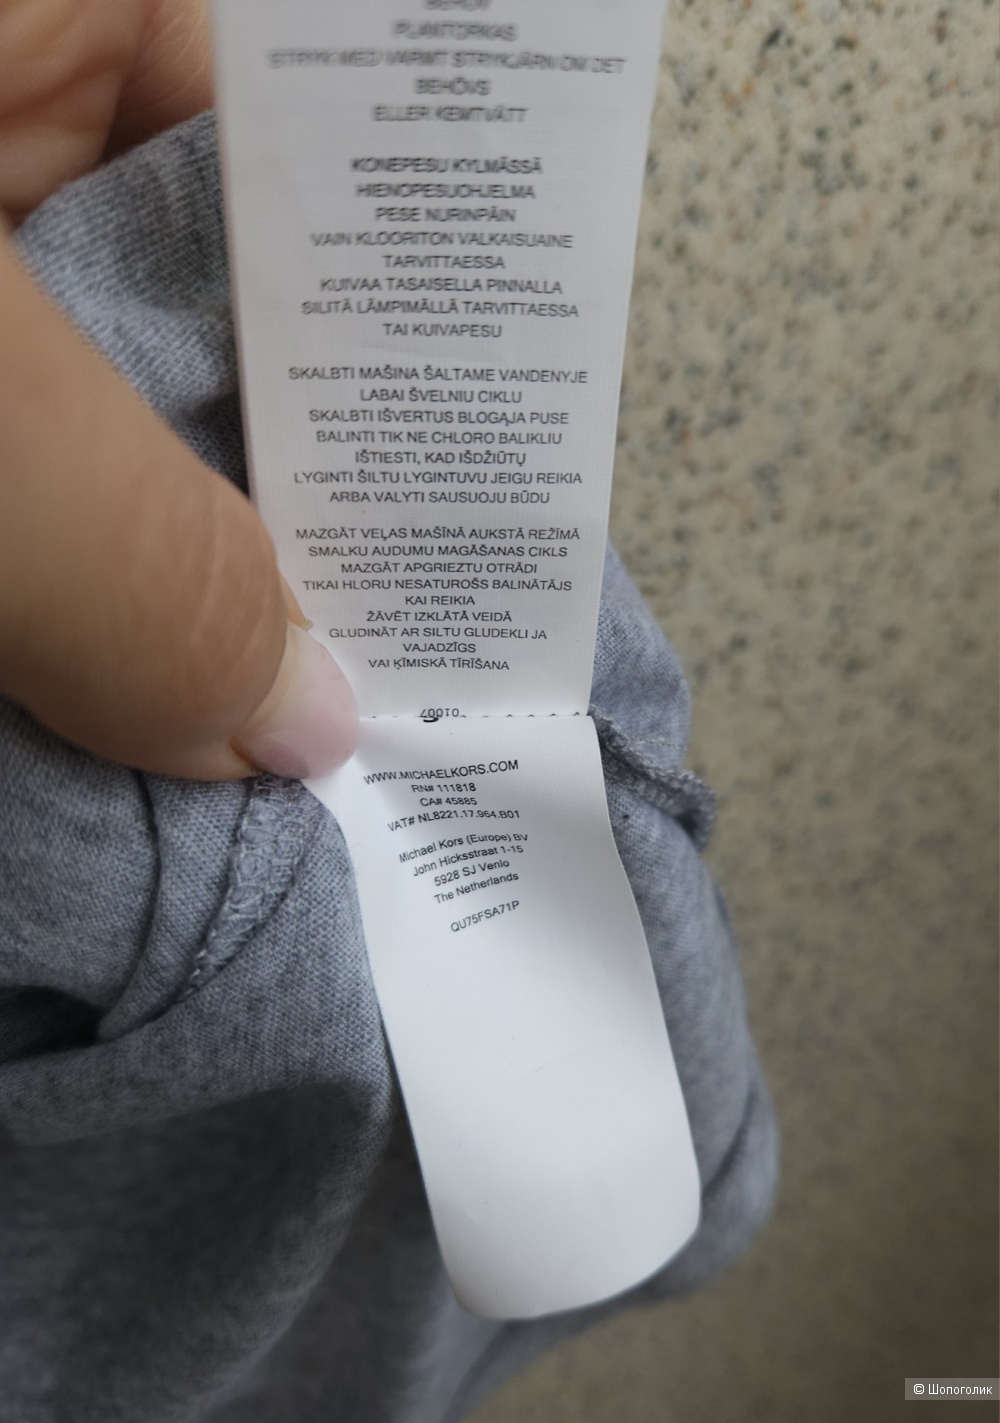 BEHOV
PLANTORKAS
STRYK MED VARMT STRYKJÄRN OM DET
BEHÖVS
ELLER KEMTVÄTT
KONEPESU KYLMÄSSÄ
HIENOPESUOHJELMA
PESE NURINPÄIN
VAIN KLOORITON VALKAISUAINE
TARVITTAESSA
KUIVAA TASAISELLA PINNALLA
SILITÄ LÄMPIMÄLLÄ TARVITTAESSA
TAI KUIVAPESU
SKALBTI MAŠINA ŠALTAME VANDENYJE
LABAI ŠVELNIU CIKLU
SKALBTI IŠVERTUS BLOGĄJA PUSE
BALINTI TIK NE CHLORO BALIKLIU
IŠTIESTI, KAD IŠDŽIŪTŲ
LYGINTI ŠILTU LYGINTUVU JEIGU REIKIA
ARBA VALYTI SAUSUOJU BŪDU
MAZGĀT VEĻAS MAŠĪNĀ AUKSTĀ REŽĪMĀ
SMALKU AUDUMU MAGĀŠANAS CIKLS
MAZGĀT APGRIEZTU OTRĀDI
TIKAI HLORU NESATUROŠS BALINĀTĀJS
KAI REIKIA
ŽĀVĒT IZKLĀTĀ VEIDĀ
GLUDINĀT AR SILTU GLUDEKLI JA
VAJADZĪGS
VAI ĶĪMISKĀ TĪRĪŠANA
01007
WWW.MICHAELKORS.COM
RN# 111818
CA# 45885
VAT# NL8221.17.964.B01
Michael Kors (Europe) BV
John Hicksstraat 1-15
5928 SJ Venlo
The Netherlands
QU75FSA71P
© Шопоголик